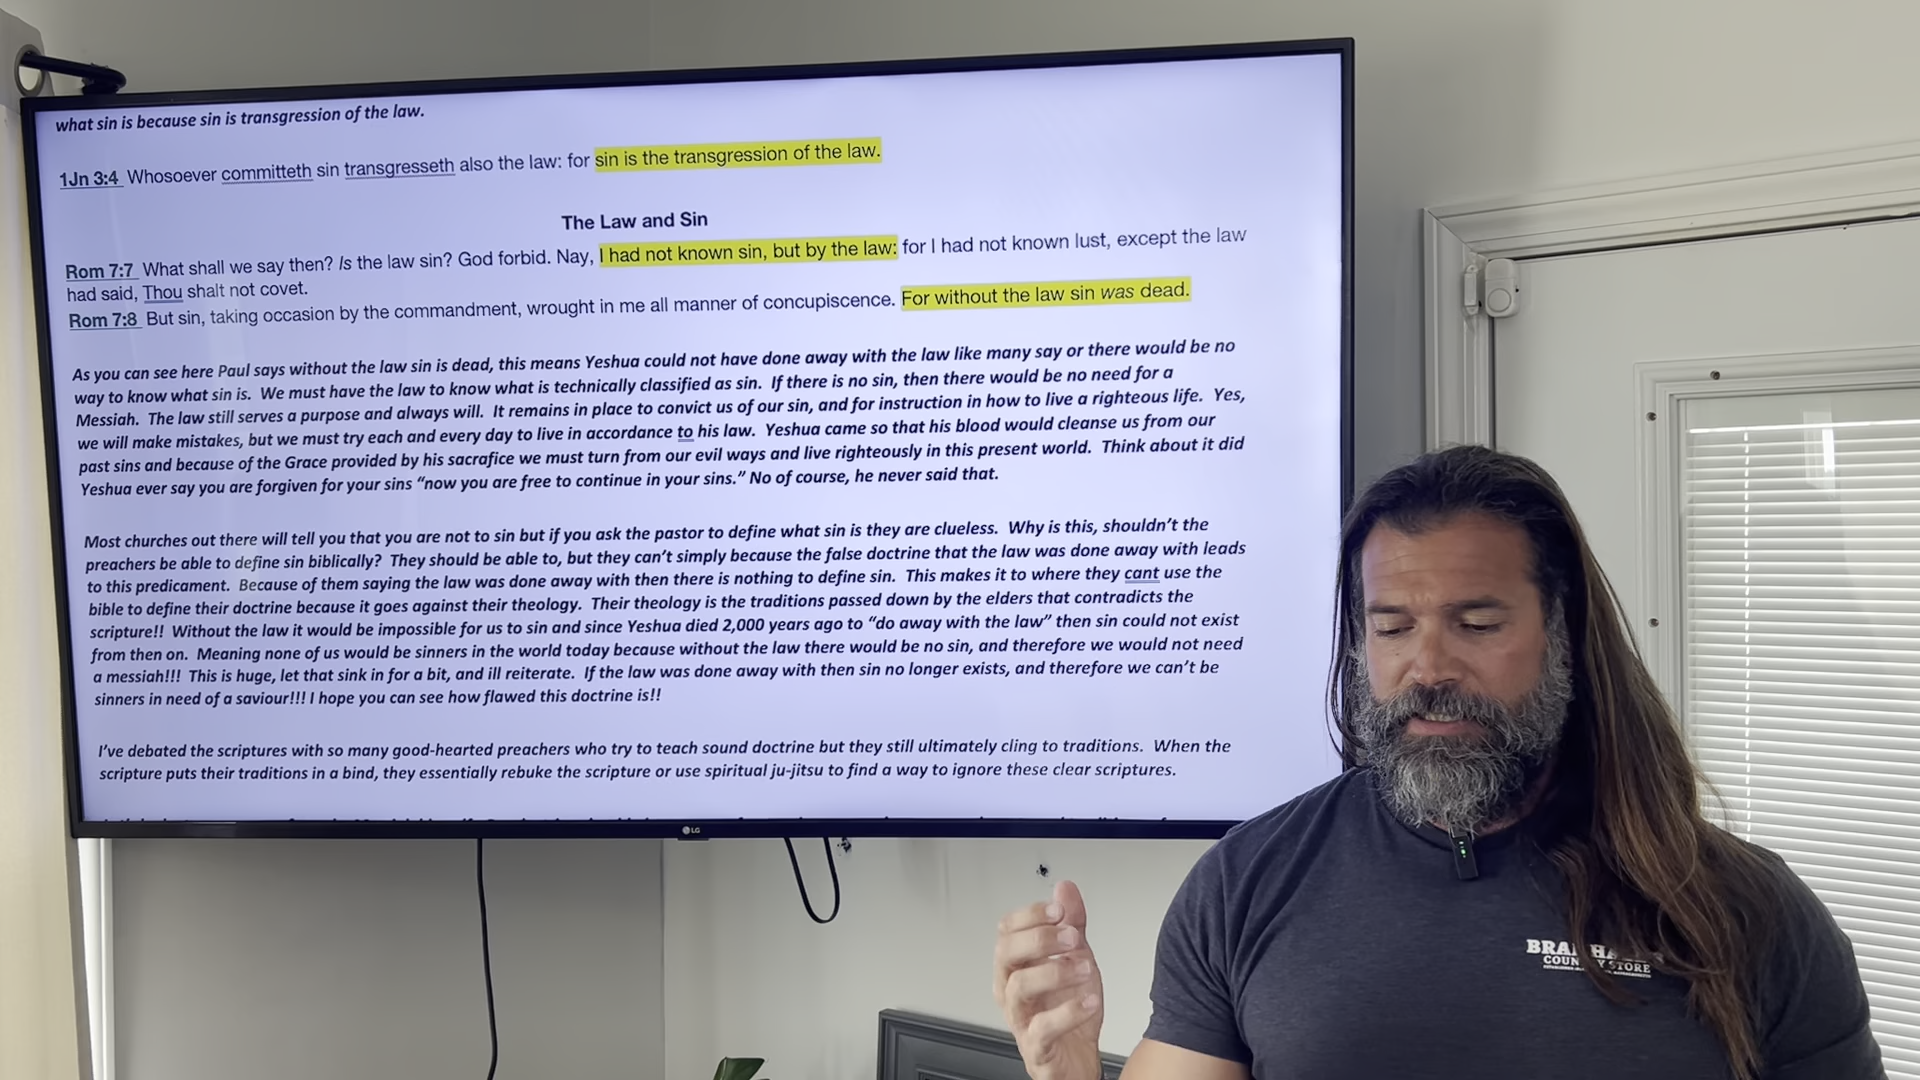 what sin is because sin is transgression of the law.
1Jn 3:4 Whosoever committeth sin transgresseth also the law: for sin is the transgression of the law.
The Law and Sin
Rom 7:7 What shall we say then? Is the law sin? God forbid. Nay, I had not known sin, but by the law: for I had not known lust, except the law
had said, Thou shalt not covet.
Rom 7:8 But sin, taking occasion by the commandment, wrought in me all manner of concupiscence. For without the law sin was dead.
As you can see here Paul says without the law sin is dead, this means Yeshua could not have done away with the law like many say or there would be no
way to know what sin is. We must have the law to know what is technically classified as sin. If there is no sin, then there would be no need for a
Messiah. The law still serves a purpose and always will. It remains in place to convict us of our sin, and for instruction in how to live a righteous life. Yes,
we will make mistakes, but we must try each and every day to live in accordance to his law. Yeshua came so that his blood would cleanse us from our
past sins and because of the Grace provided by his sacrafice we must turn from our evil ways and live righteously in this present world. Think about it did
Yeshua ever say you are forgiven for your sins “now you are free to continue in your sins.” No of course, he never said that.
Most churches out there will tell you that you are not to sin but if you ask the pastor to define what sin is they are clueless. Why is this, shouldn’t the
preachers be able to define sin biblically? They should be able to, but they can’t simply because the false doctrine that the law was done away with leads
to this predicament. Because of them saying the law was done away with then there is nothing to define sin. This makes it to where they cant use the
bible to define their doctrine because it goes against their theology. Their theology is the traditions passed down by the elders that contradicts the
scripture!! Without the law it would be impossible for us to sin and since Yeshua died 2,000 years ago to “do away with the law” then sin could not exist
from then on. Meaning none of us would be sinners in the world today because without the law there would be no sin, and therefore we would not need
a messiah!!! This is huge, let that sink in for a bit, and ill reiterate. If the law was done away with then sin no longer exists, and therefore we can’t be
sinners in need of a saviour!!! I hope you can see how flawed this doctrine is!!
I’ve debated the scriptures with so many good-hearted preachers who try to teach sound doctrine but they still ultimately cling to traditions. When the
scripture puts their traditions in a bind, they essentially rebuke the scripture or use spiritual ju-jitsu to find a way to ignore these clear scriptures.
LG
STORE